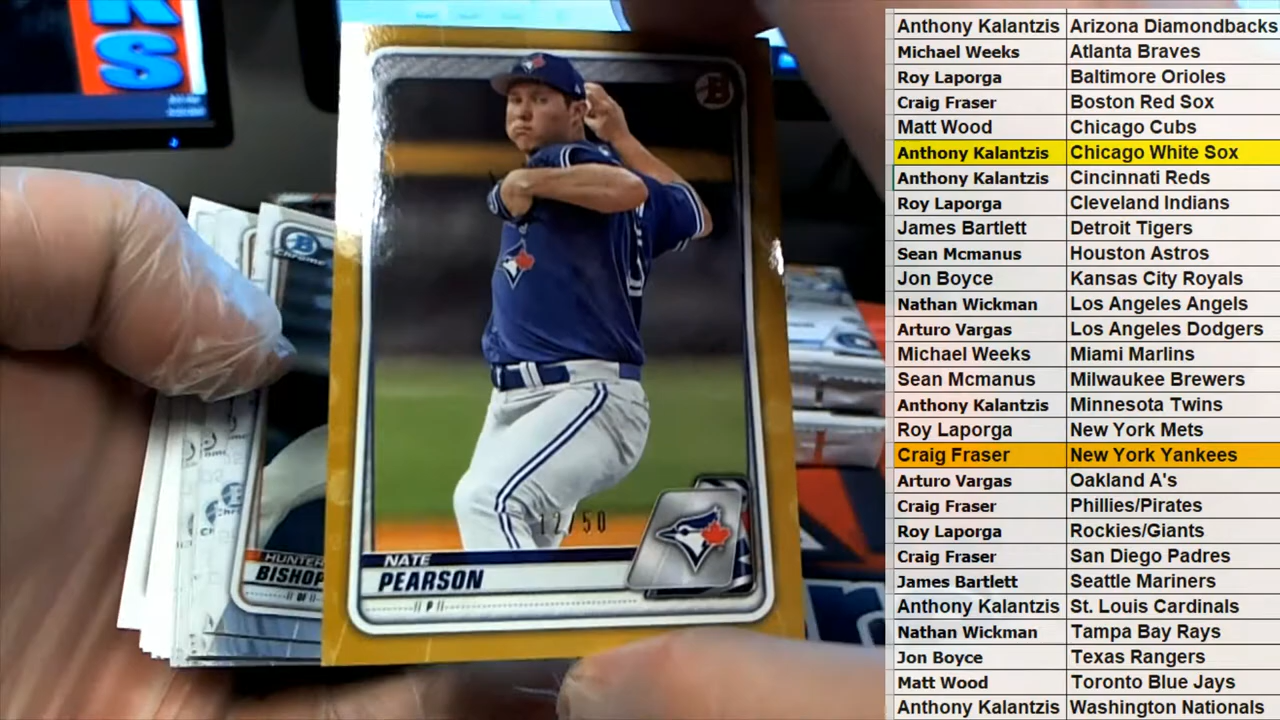 KS
B
Chrome
HUNTER
BISHOP
OF
12/50
NATE
PEARSON
P
Anthony Kalantzis Arizona Diamondbacks
Michael Weeks Atlanta Braves
Roy Laporga Baltimore Orioles
Craig Fraser Boston Red Sox
Matt Wood Chicago Cubs
Anthony Kalantzis Chicago White Sox
Anthony Kalantzis Cincinnati Reds
Roy Laporga Cleveland Indians
James Bartlett Detroit Tigers
Sean Mcmanus Houston Astros
Jon Boyce Kansas City Royals
Nathan Wickman Los Angeles Angels
Arturo Vargas Los Angeles Dodgers
Michael Weeks Miami Marlins
Sean Mcmanus Milwaukee Brewers
Anthony Kalantzis Minnesota Twins
Roy Laporga New York Mets
Craig Fraser New York Yankees
Arturo Vargas Oakland A's
Craig Fraser Phillies/Pirates
Roy Laporga Rockies/Giants
Craig Fraser San Diego Padres
James Bartlett Seattle Mariners
Anthony Kalantzis St. Louis Cardinals
Nathan Wickman Tampa Bay Rays
Jon Boyce Texas Rangers
Matt Wood Toronto Blue Jays
Anthony Kalantzis Washington Nationals